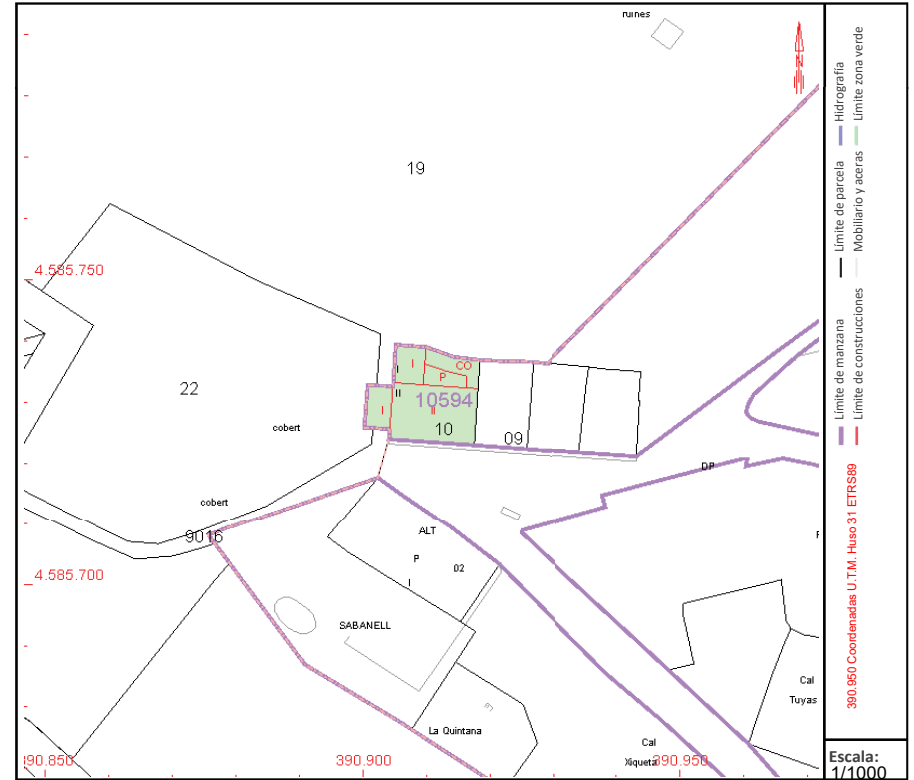 ruines
N
19
4.585.750
22
CO
I
I
P
II
10594
I
II
10
09
cobert
cobert
DP
9016
ALT
P
02
I
4.585.700
SABANELL
Cal
Tuyas
La Quintana
Cal
Xiqueta
390.850
390.900
390.950
Límite de manzana
Límite de parcela
Hidrografía
Límite de construcciones
Mobiliario y aceras
Límite zona verde
390.950 Coordenadas U.T.M. Huso 31 ETRS89
Escala:
1/1000